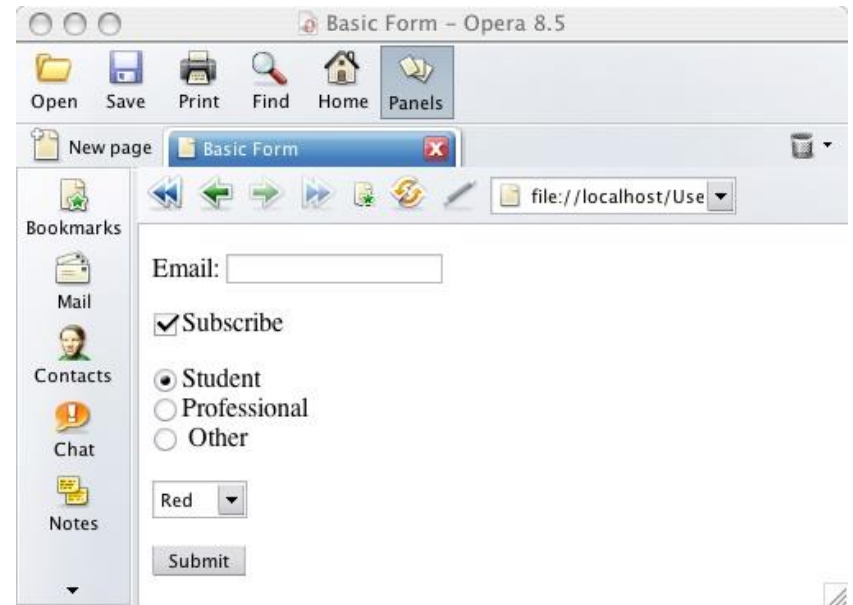 Basic Form – Opera 8.5
Open Save Print Find Home Panels
New page Basic Form
file://localhost/Use
Bookmarks
Mail
Contacts
Chat
Notes
Email:
Subscribe
Student
Professional
Other
Red
Submit